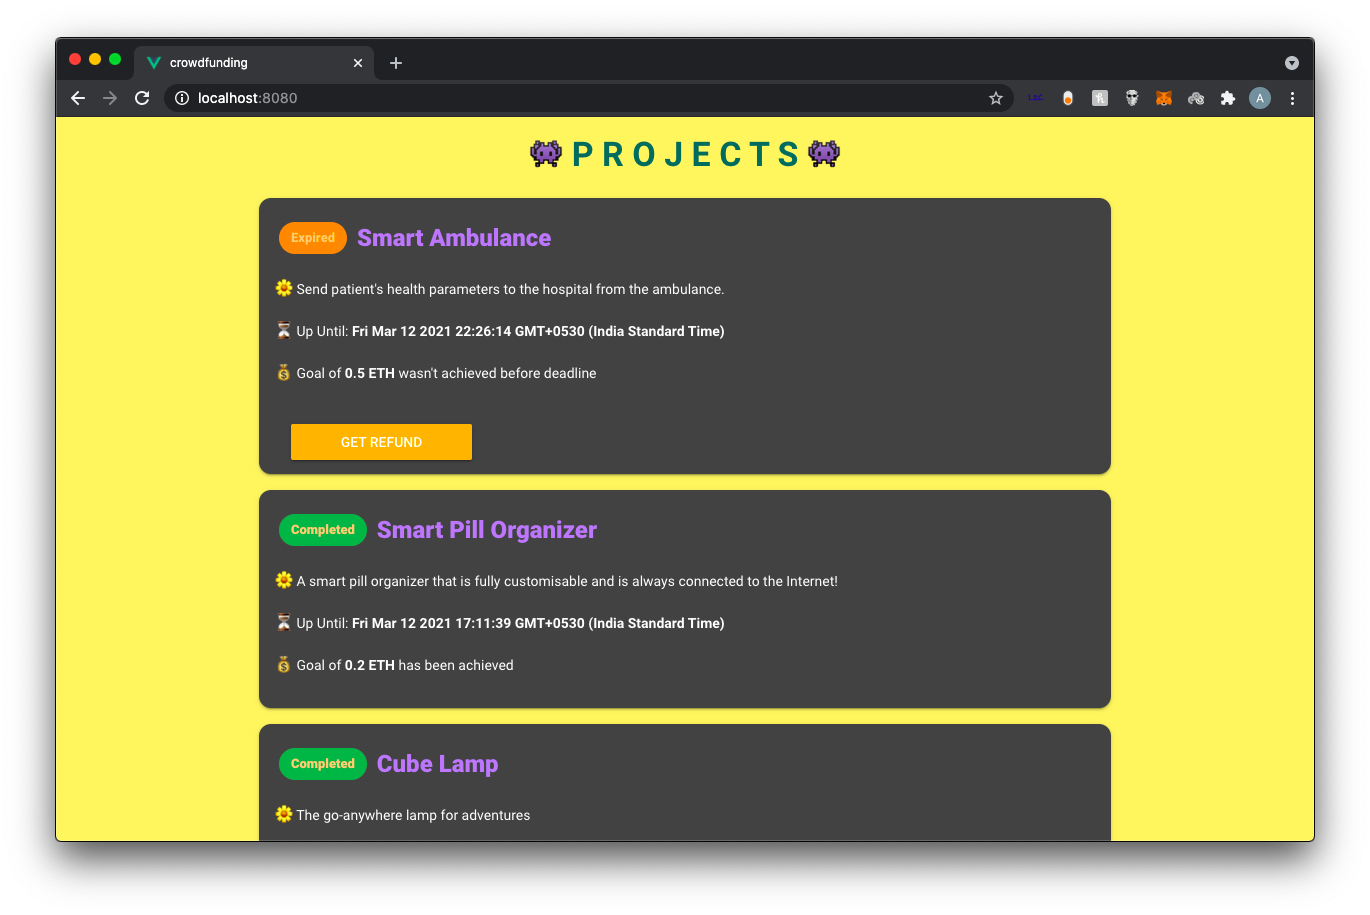 crowdfunding
localhost:8080
A
PROJECTS
Expired Smart Ambulance
Send patient's health parameters to the hospital from the ambulance.
Up Until: Fri Mar 12 2021 22:26:14 GMT+0530 (India Standard Time)
Goal of 0.5 ETH wasn't achieved before deadline
GET REFUND
Completed Smart Pill Organizer
A smart pill organizer that is fully customisable and is always connected to the Internet!
Up Until: Fri Mar 12 2021 17:11:39 GMT+0530 (India Standard Time)
Goal of 0.2 ETH has been achieved
Completed Cube Lamp
The go-anywhere lamp for adventures